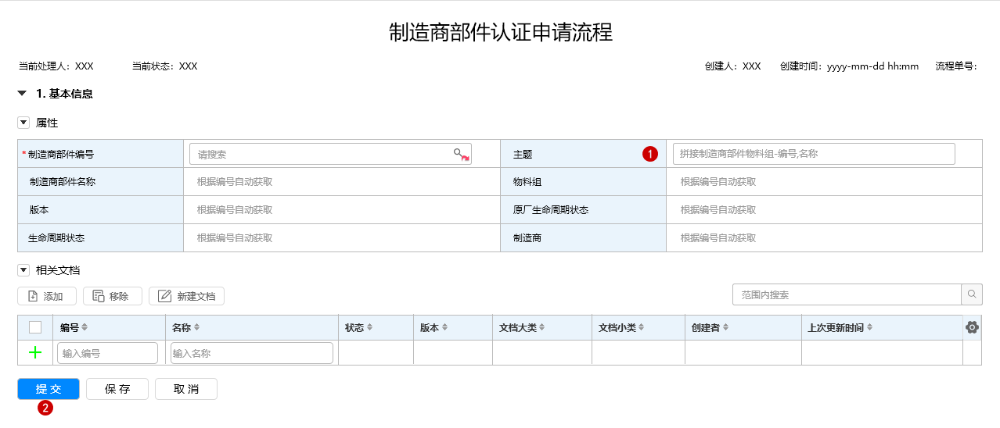 制造商部件认证申请流程
当前处理人：XXX 当前状态：XXX 创建人：XXX 创建时间：yyyy-mm-dd hh:mm 流程单号：
1. 基本信息
属性
*制造商部件编号 请搜索 主题 1 拼接制造商部件物料组-编号,名称
制造商部件名称 根据编号自动获取 物料组 根据编号自动获取
版本 根据编号自动获取 原厂生命周期状态 根据编号自动获取
生命周期状态 根据编号自动获取 制造商 根据编号自动获取
相关文档
添加 移除 新建文档 范围内搜索
编号 名称 状态 版本 文档大类 文档小类 创建者 上次更新时间
输入编号 输入名称
提交 保存 取消
2